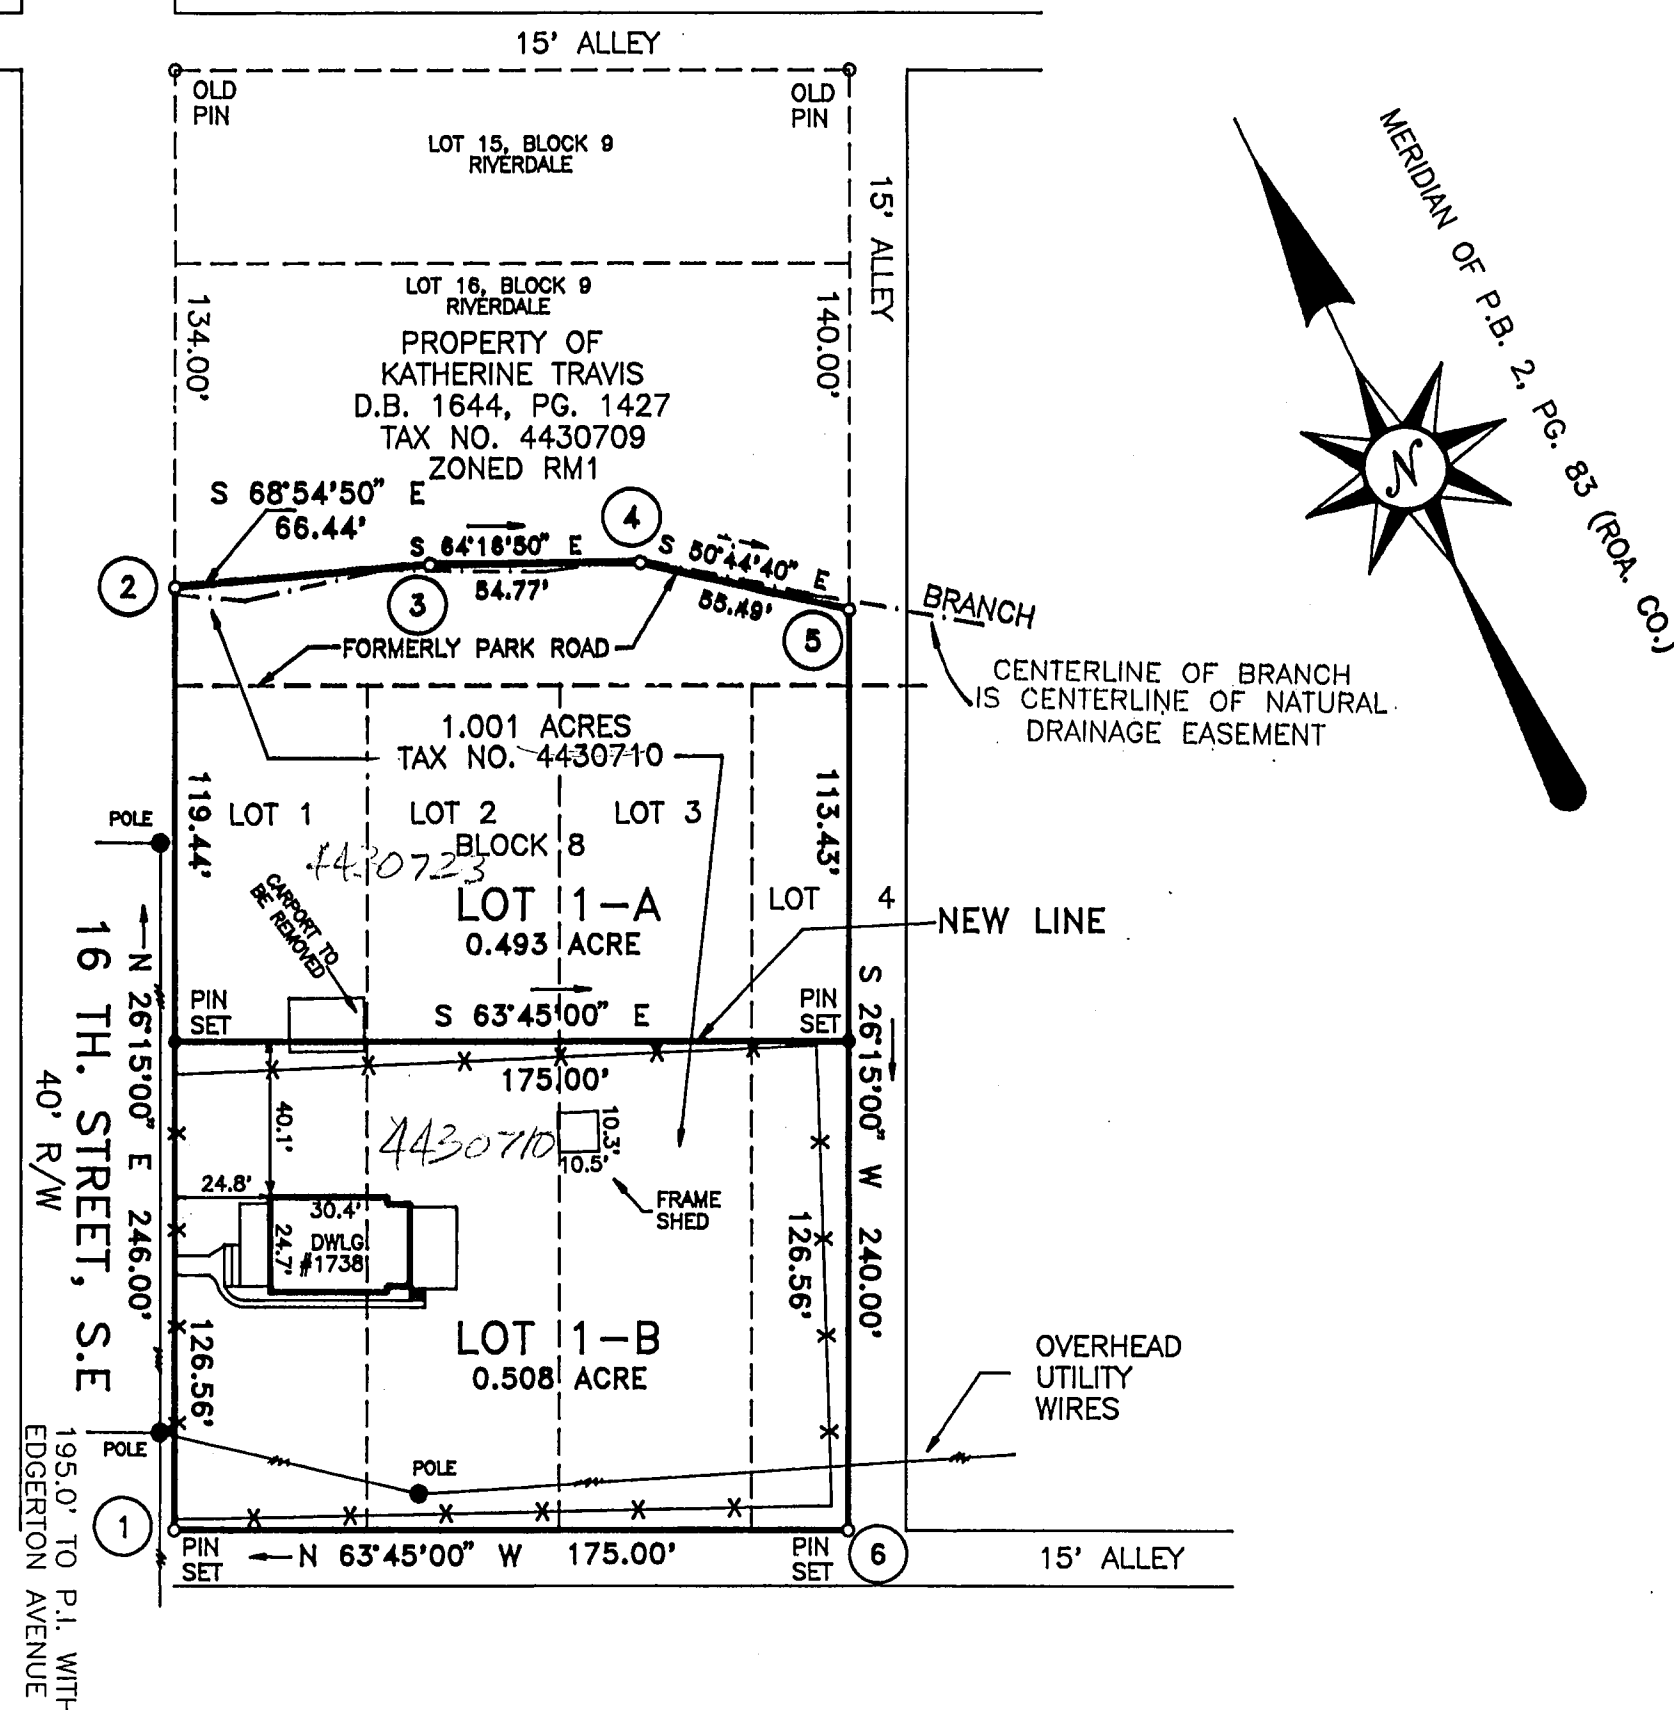 15' ALLEY
OLD
PIN
OLD
PIN
LOT 15, BLOCK 9
RIVERDALE
15' ALLEY
MERIDIAN OF P.B. 2, PG. 83 (ROA. CO.)
N
LOT 16, BLOCK 9
RIVERDALE
134.00'
140.00'
PROPERTY OF
KATHERINE TRAVIS
D.B. 1644, PG. 1427
TAX NO. 4430709
ZONED RM1
S 68°54'50" E
66.44'
S 64°16'50" E
54.77'
S 50°44'40" E
55.49'
2
3
4
5
BRANCH
FORMERLY PARK ROAD
CENTERLINE OF BRANCH
IS CENTERLINE OF NATURAL
DRAINAGE EASEMENT
1.001 ACRES
TAX NO. 4430710
119.44'
113.43'
POLE
LOT 1
LOT 2
LOT 3
BLOCK 8
4430723
LOT 1-A
0.493 ACRE
LOT 4
NEW LINE
CARPORT TO
BE REMOVED
PIN
SET
S 63°45'00" E
PIN
SET
175.00'
N 26°15'00" E 246.00'
16 TH. STREET, S.E
40' R/W
S 26°15'00" W 240.00'
40.1'
4430710
10.3'
10.5'
FRAME
SHED
24.8'
30.4'
24.7'
DWLG
#1738
126.56'
126.56'
LOT 1-B
0.508 ACRE
OVERHEAD
UTILITY
WIRES
POLE
POLE
195.0' TO P.I. WITH
EDGERTON AVENUE
1
PIN
SET
N 63°45'00" W 175.00'
PIN
SET
6
15' ALLEY